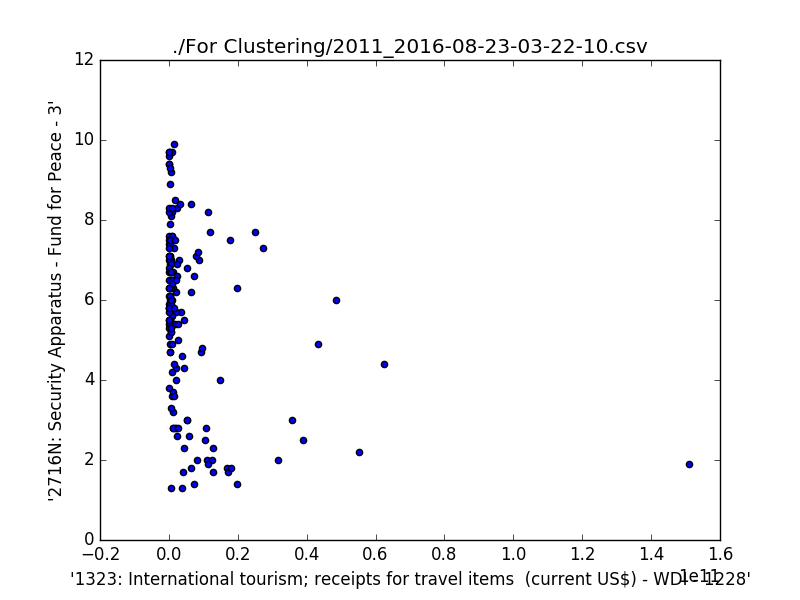 ./For Clustering/2011_2016-08-23-03-22-10.csv
'2716N: Security Apparatus - Fund for Peace - 3'
12
10
8
6
4
2
0
−0.2 0.0 0.2 0.4 0.6 0.8 1.0 1.2 1.4 1.6
1e11
'1323: International tourism; receipts for travel items (current US$) - WDI - 1228'